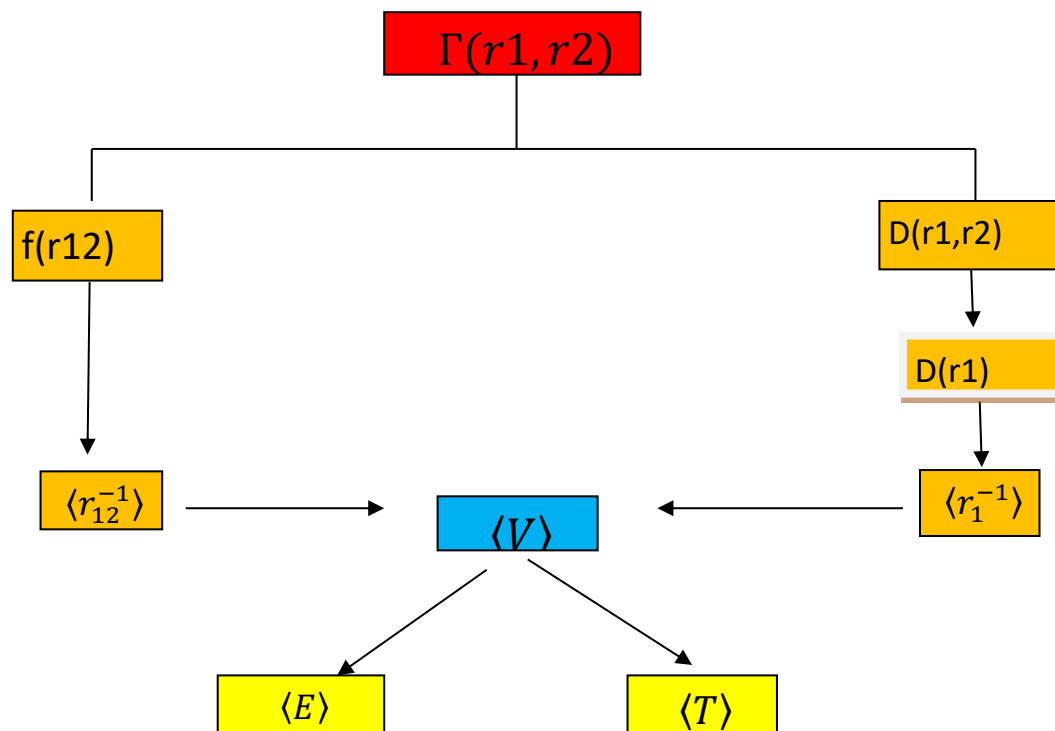 Γ(r1, r2)
f(r12)
D(r1,r2)
D(r1)
⟨r₁₂⁻¹⟩
⟨r₁⁻¹⟩
⟨V⟩
⟨E⟩
⟨T⟩